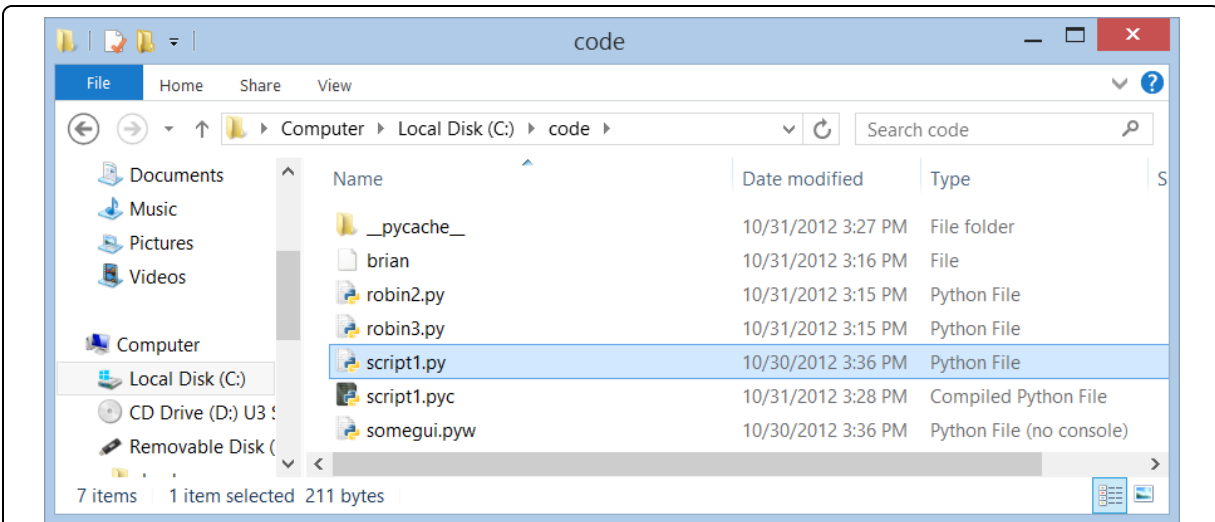 code
File Home Share View
Computer Local Disk (C:) code Search code
Documents
Music
Pictures
Videos
Computer
Local Disk (C:)
CD Drive (D:) U3
Removable Disk (
Name Date modified Type S
__pycache__ 10/31/2012 3:27 PM File folder
brian 10/31/2012 3:16 PM File
robin2.py 10/31/2012 3:15 PM Python File
robin3.py 10/31/2012 3:15 PM Python File
script1.py 10/30/2012 3:36 PM Python File
script1.pyc 10/31/2012 3:28 PM Compiled Python File
somegui.pyw 10/30/2012 3:36 PM Python File (no console)
7 items 1 item selected 211 bytes